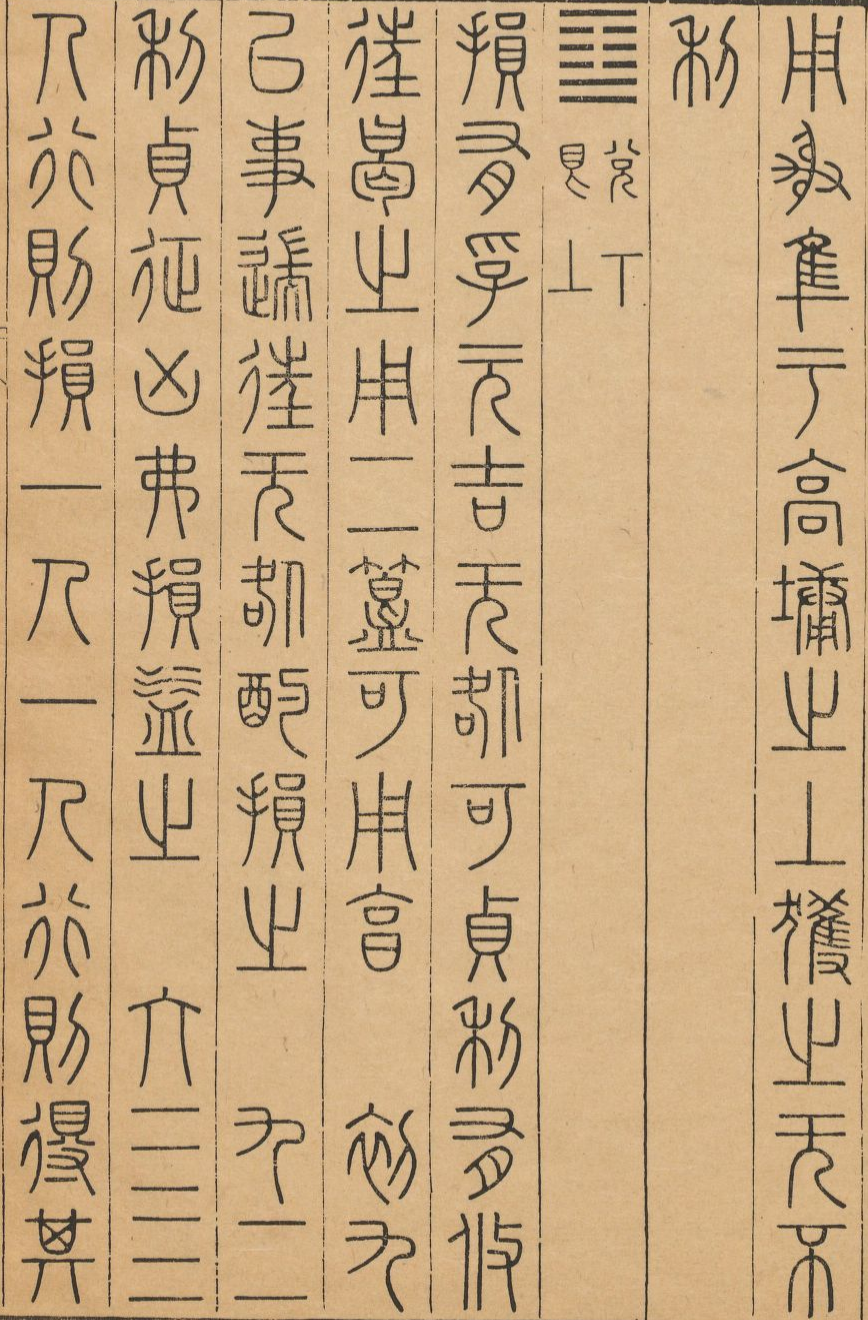 用射隼于高墉之上獲之无不
利
䷨ 兌下艮上
損有孚元吉无咎可貞利有攸
往曷之用二簋可用享 初九
已事遄往无咎酌損之 九二
利貞征凶弗損益之 六三三
人行則損一人一人行則得其